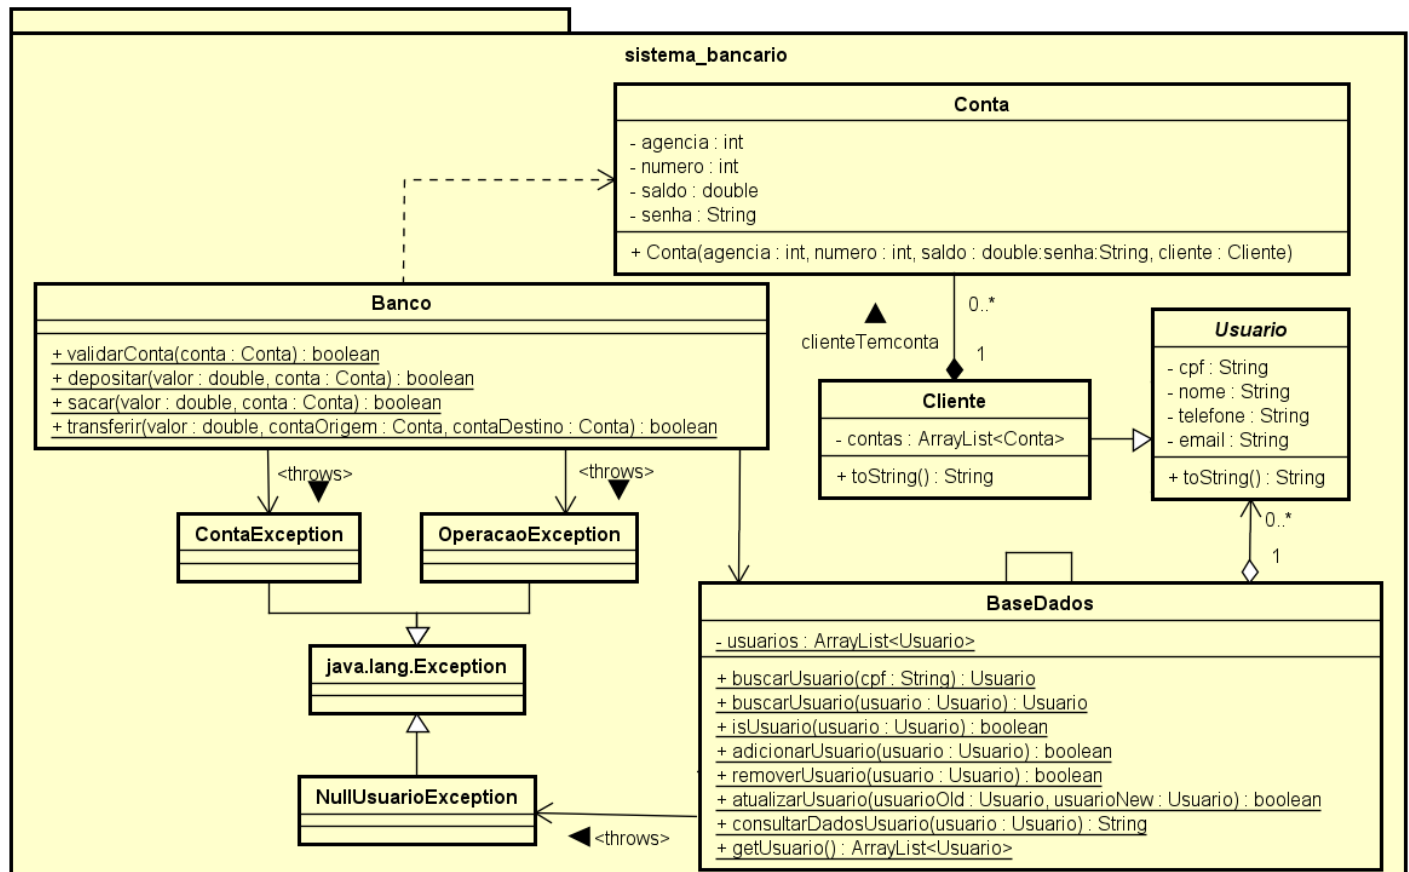 sistema_bancario
Conta
- agencia : int
- numero : int
- saldo : double
- senha : String
+ Conta(agencia : int, numero : int, saldo : double:senha:String, cliente : Cliente)
Banco
+ validarConta(conta : Conta) : boolean
+ depositar(valor : double, conta : Conta) : boolean
+ sacar(valor : double, conta : Conta) : boolean
+ transferir(valor : double, contaOrigem : Conta, contaDestino : Conta) : boolean
0..*
clienteTemconta
1
Usuario
- cpf : String
- nome : String
- telefone : String
- email : String
+ toString() : String
Cliente
- contas : ArrayList<Conta>
+ toString() : String
<throws>
<throws>
ContaException
OperacaoException
0..*
1
java.lang.Exception
BaseDados
- usuarios : ArrayList<Usuario>
+ buscarUsuario(cpf : String) : Usuario
+ buscarUsuario(usuario : Usuario) : Usuario
+ isUsuario(usuario : Usuario) : boolean
+ adicionarUsuario(usuario : Usuario) : boolean
+ removerUsuario(usuario : Usuario) : boolean
+ atualizarUsuario(usuarioOld : Usuario, usuarioNew : Usuario) : boolean
+ consultarDadosUsuario(usuario : Usuario) : String
+ getUsuario() : ArrayList<Usuario>
NullUsuarioException
<throws>